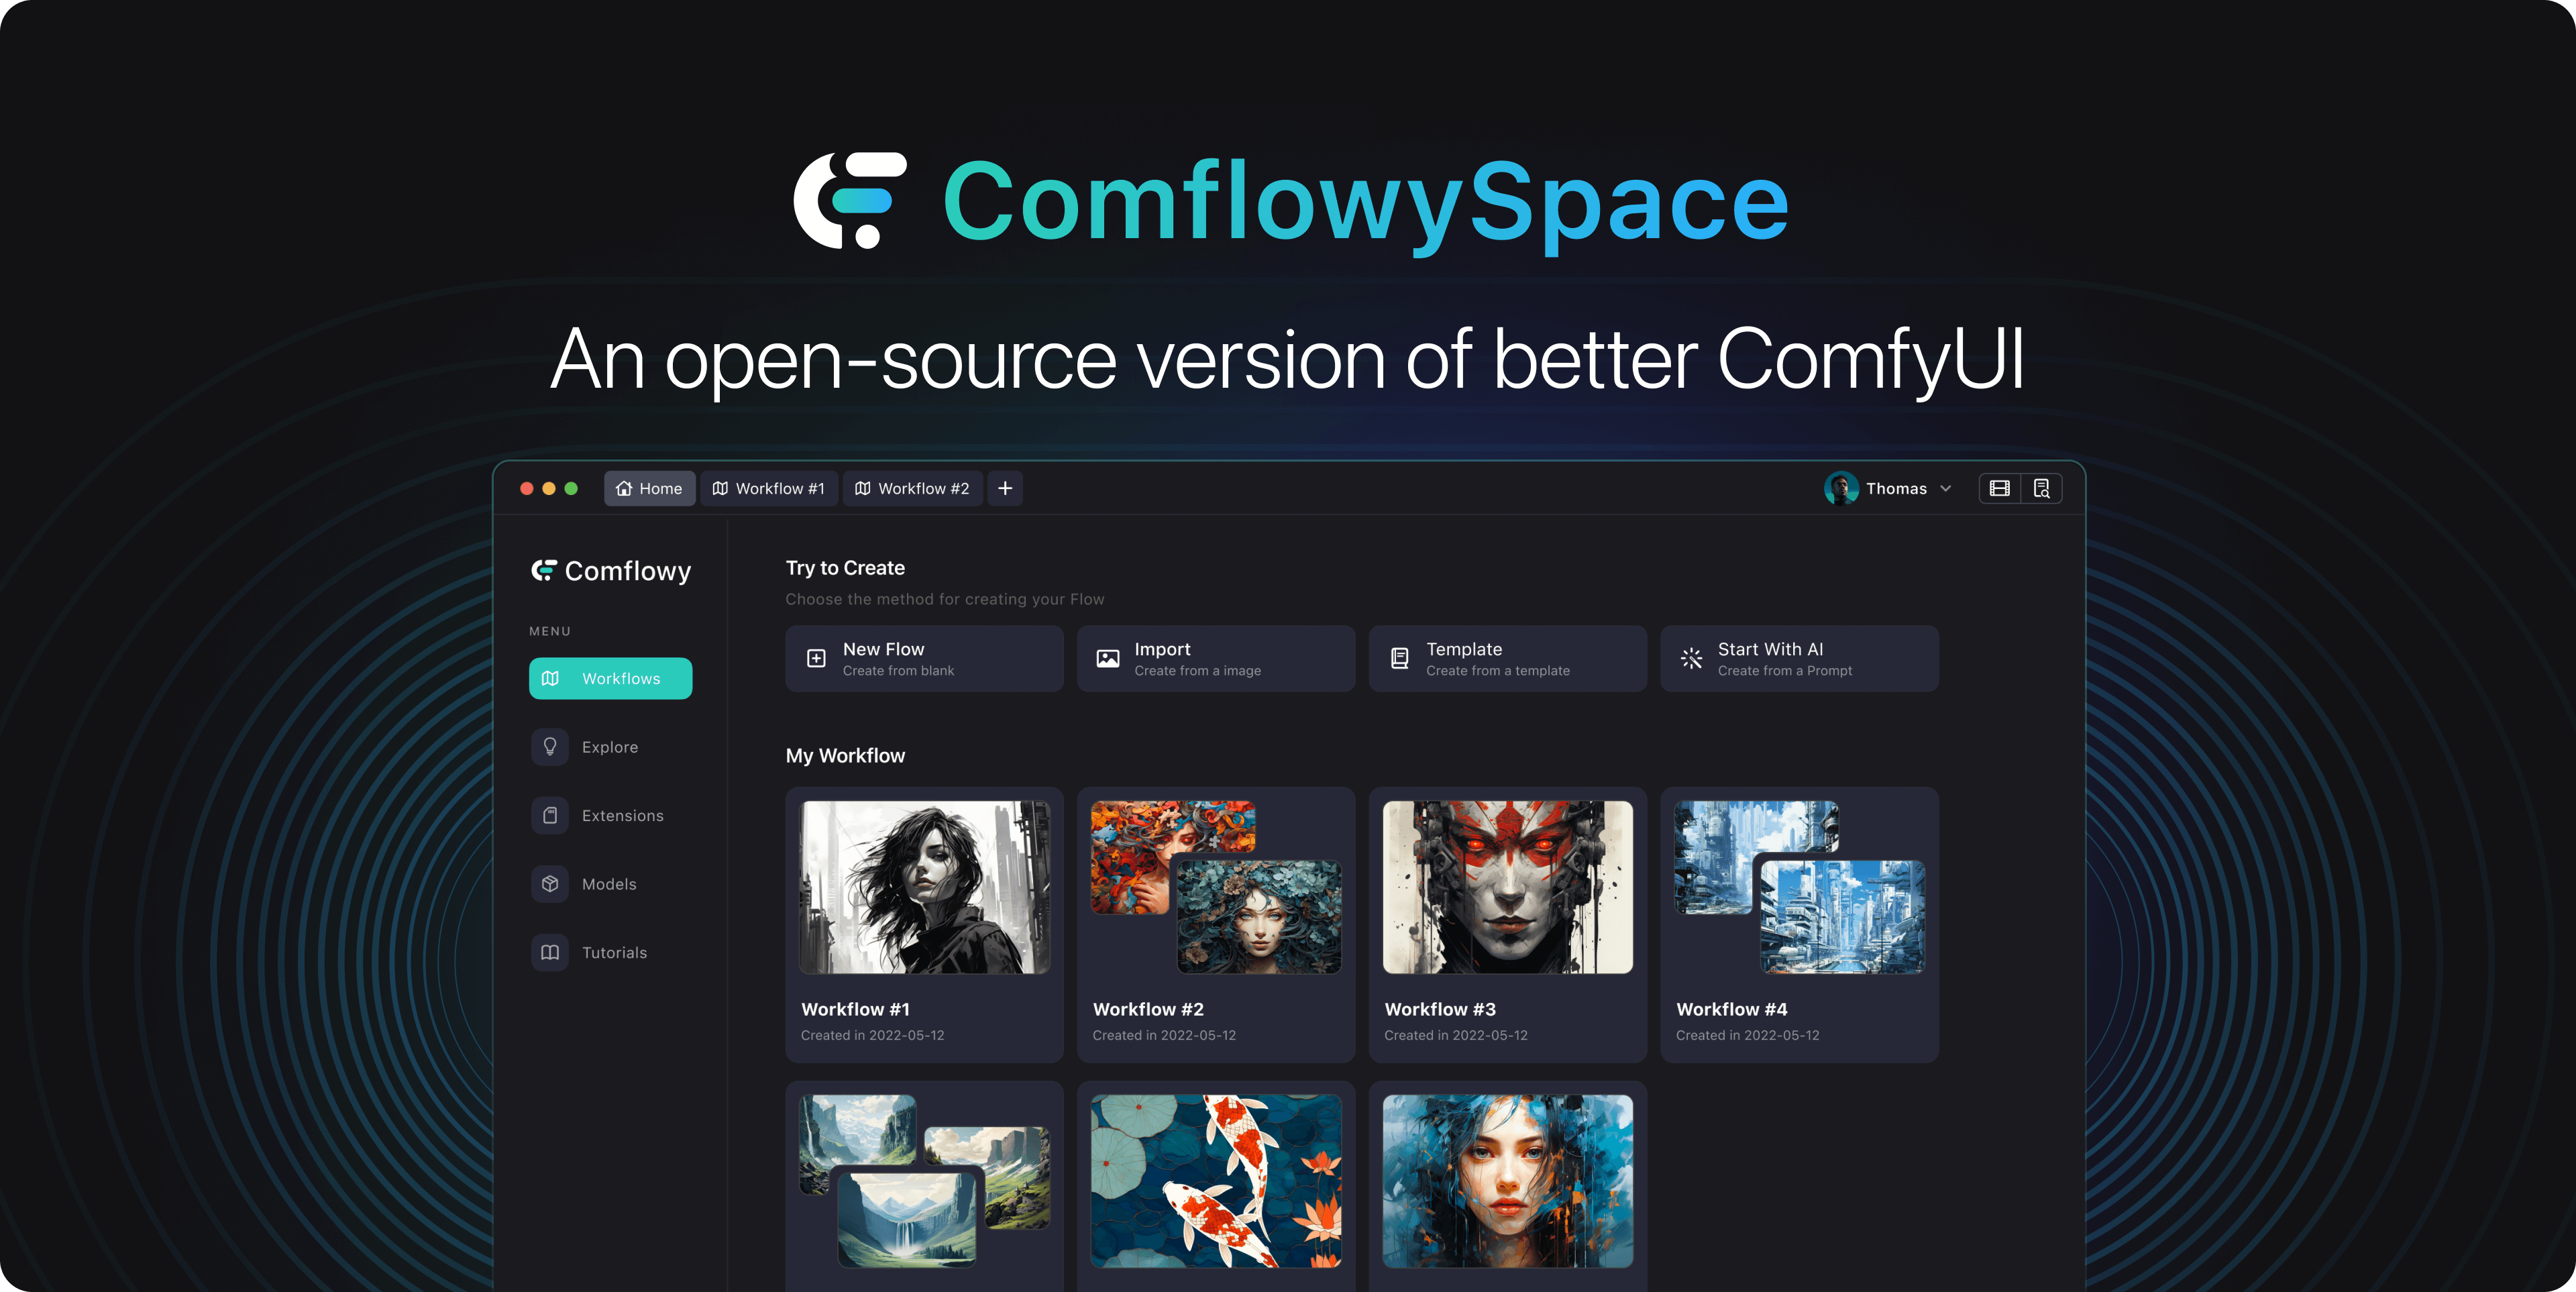 ComflowySpace
An open-source version of better ComfyUI
Home
Workflow #1
Workflow #2
Thomas
Comflowy
MENU
Workflows
Explore
Extensions
Models
Tutorials
Try to Create
Choose the method for creating your Flow
New Flow
Create from blank
Import
Create from a image
Template
Create from a template
Start With AI
Create from a Prompt
My Workflow
Workflow #1
Created in 2022-05-12
Workflow #2
Created in 2022-05-12
Workflow #3
Created in 2022-05-12
Workflow #4
Created in 2022-05-12